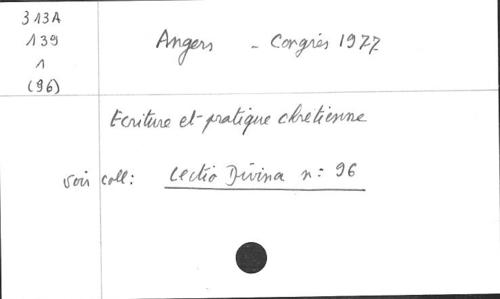 313A
139
1
(96)
Angers - Congrès 1977
Ecriture et pratique chrétienne
voir coll: Lectio Divina n: 96